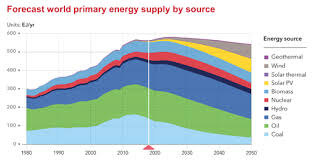 Forecast world primary energy supply by source
Units: EJ/yr
600
500
400
300
200
100
0
1980
1990
2000
2010
2020
2030
2040
2050
Energy source
Geothermal
Wind
Solar thermal
Solar PV
Biomass
Nuclear
Hydro
Gas
Oil
Coal